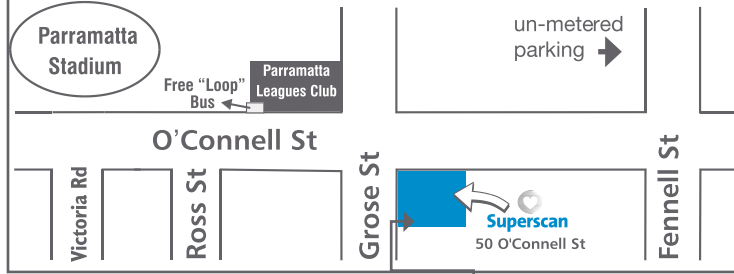 Parramatta
Stadium
Free “Loop”
Bus
Parramatta
Leagues Club
un-metered
parking
O'Connell St
Victoria Rd
Ross St
Grose St
Fennell St
Superscan
50 O'Connell St